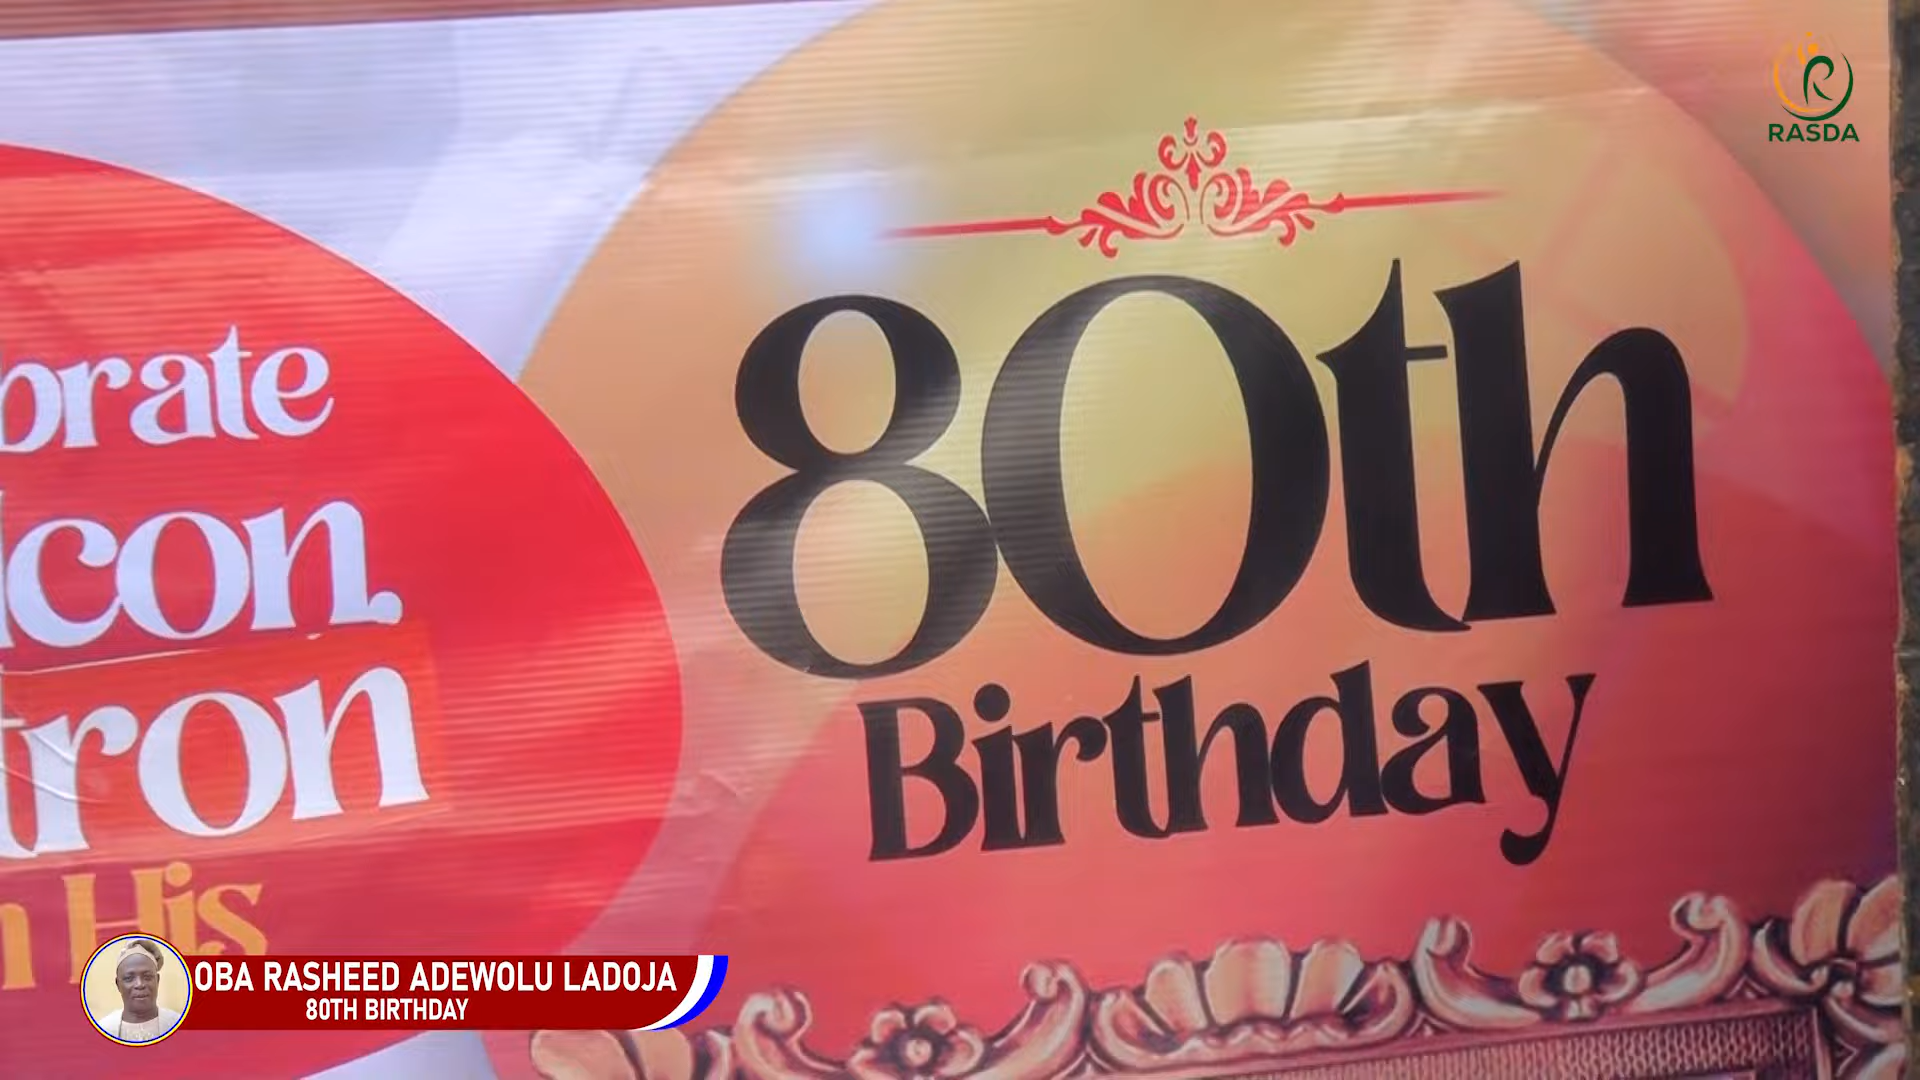 RASDA
brate
Icon
tron
His
80th
Birthday
OBA RASHEED ADEWOLU LADOJA
80TH BIRTHDAY